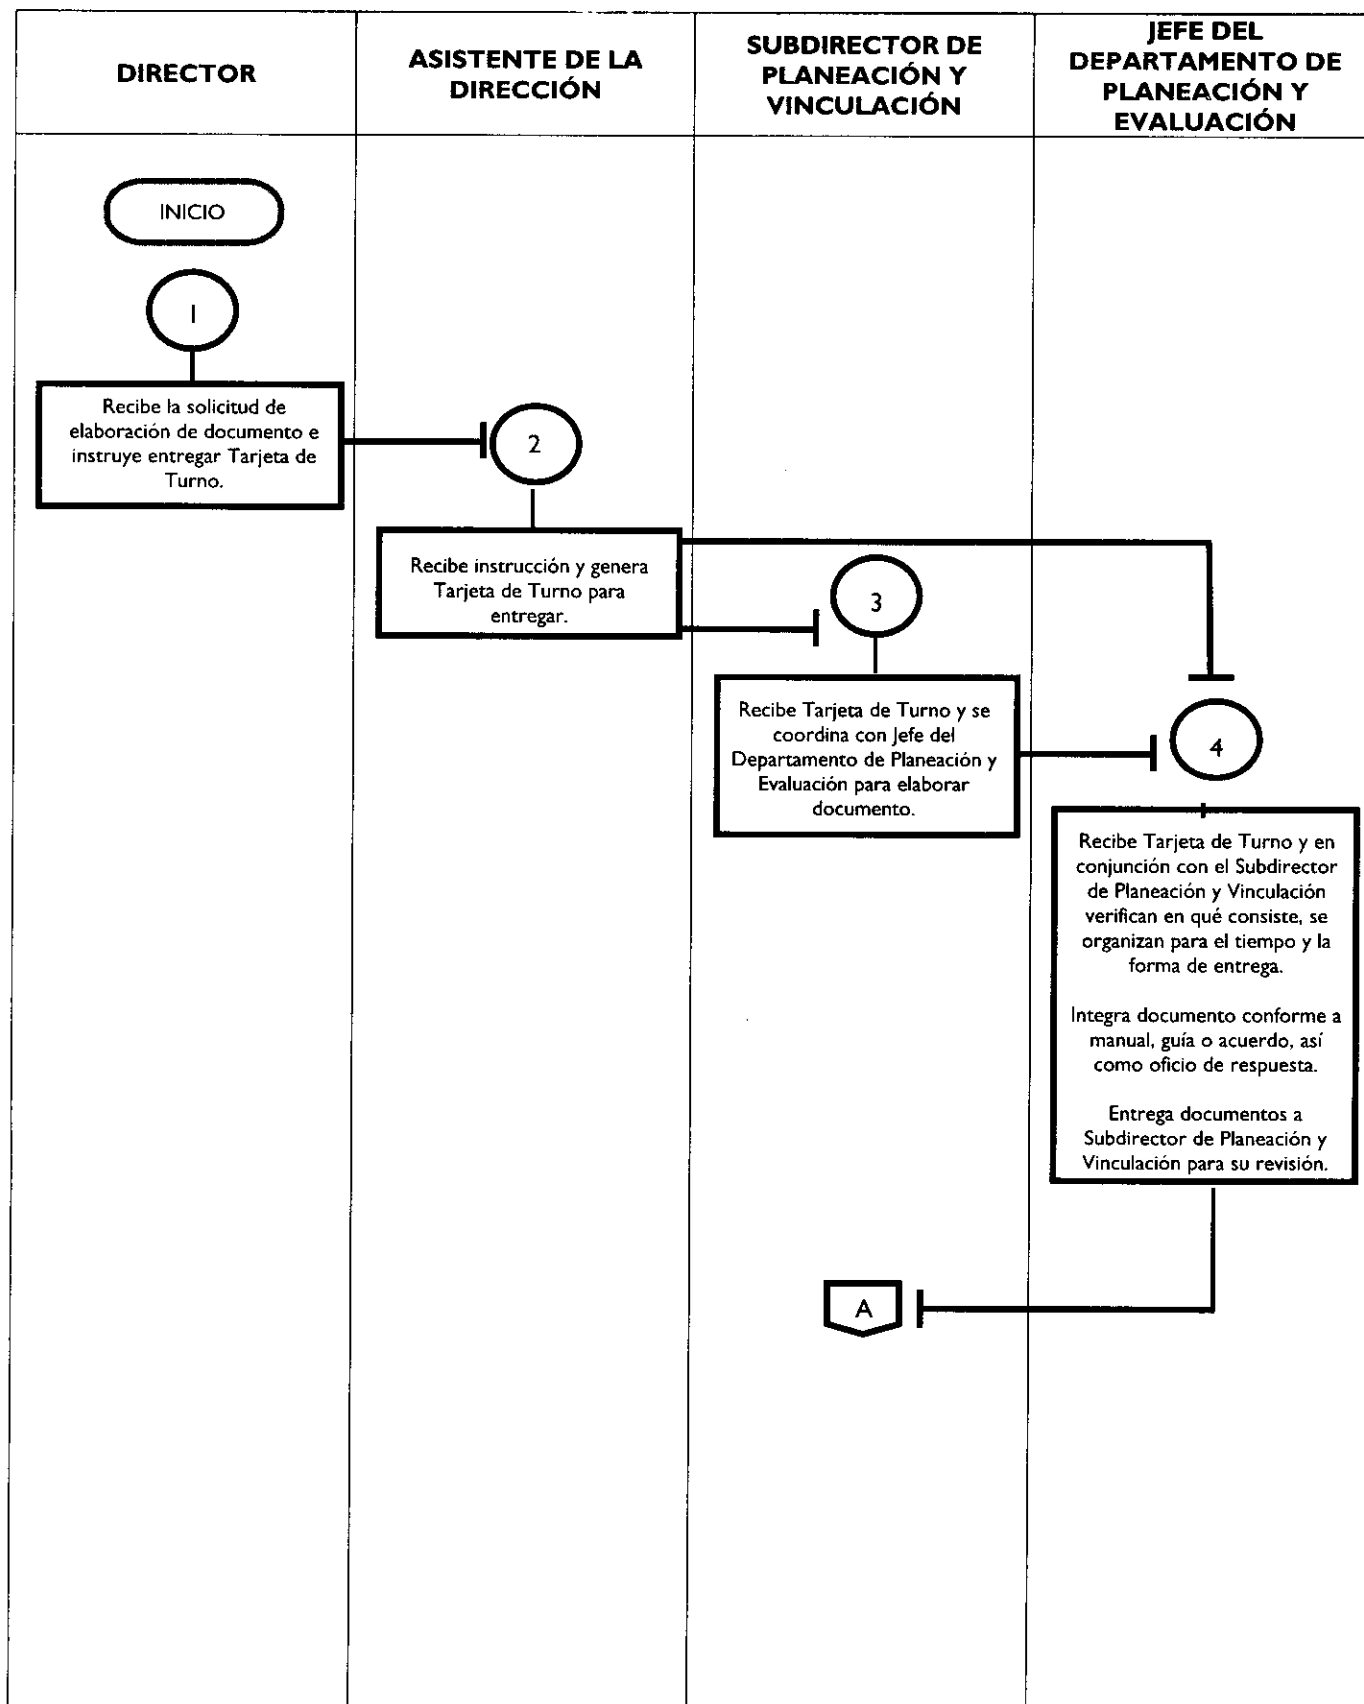 DIRECTOR
ASISTENTE DE LA
DIRECCIÓN
SUBDIRECTOR DE
PLANEACIÓN Y
VINCULACIÓN
JEFE DEL
DEPARTAMENTO DE
PLANEACIÓN Y
EVALUACIÓN
INICIO
1
Recibe la solicitud de
elaboración de documento e
instruye entregar Tarjeta de
Turno.
2
Recibe instrucción y genera
Tarjeta de Turno para
entregar.
3
Recibe Tarjeta de Turno y se
coordina con Jefe del
Departamento de Planeación y
Evaluación para elaborar
documento.
4
Recibe Tarjeta de Turno y en
conjunción con el Subdirector
de Planeación y Vinculación
verifican en qué consiste, se
organizan para el tiempo y la
forma de entrega.
Integra documento conforme a
manual, guía o acuerdo, así
como oficio de respuesta.
Entrega documentos a
Subdirector de Planeación y
Vinculación para su revisión.
A